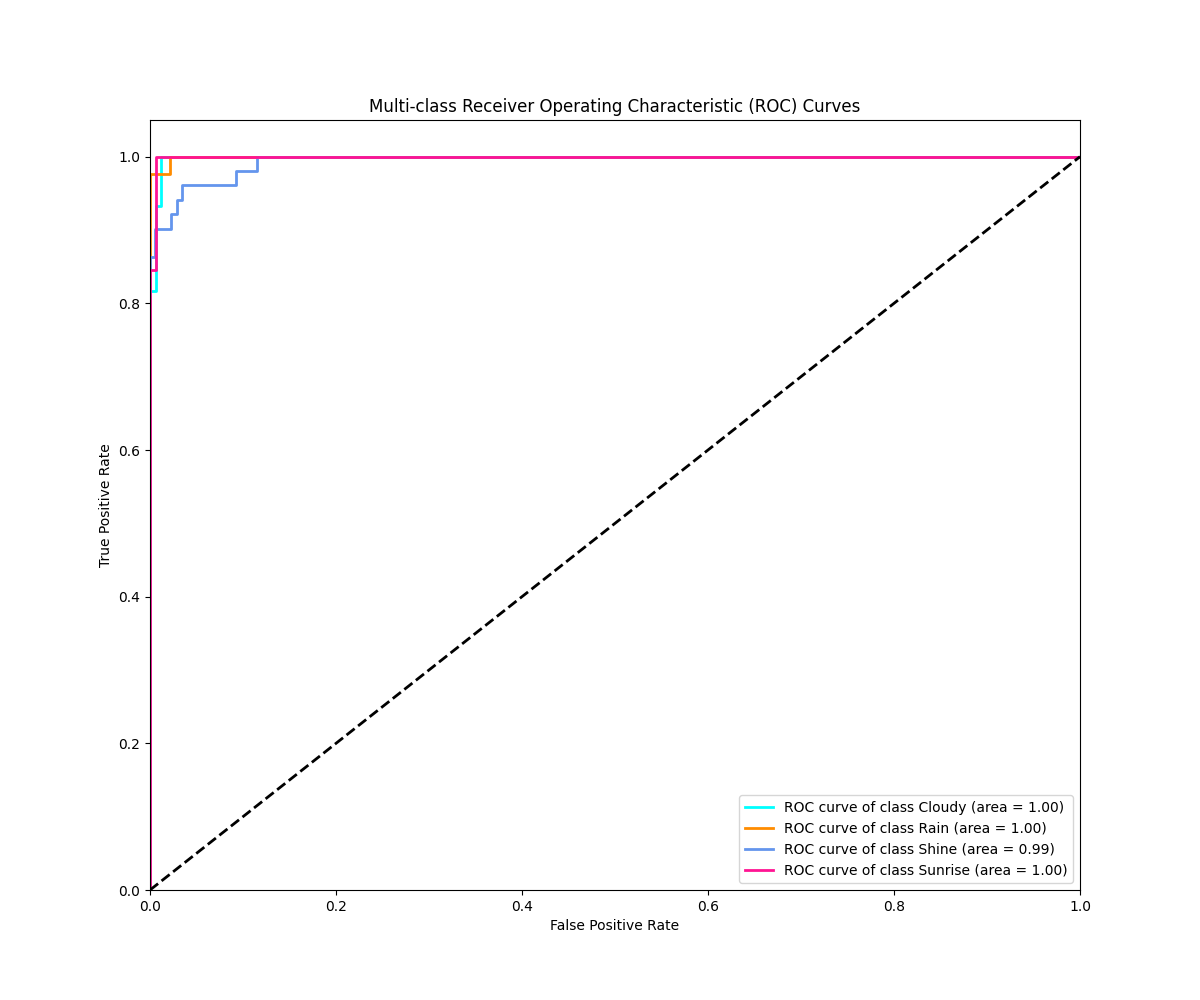 Multi-class Receiver Operating Characteristic (ROC) Curves
1.0
0.8
0.6
0.4
0.2
0.0
True Positive Rate
0.0 0.2 0.4 0.6 0.8 1.0
False Positive Rate
ROC curve of class Cloudy (area = 1.00)
ROC curve of class Rain (area = 1.00)
ROC curve of class Shine (area = 0.99)
ROC curve of class Sunrise (area = 1.00)